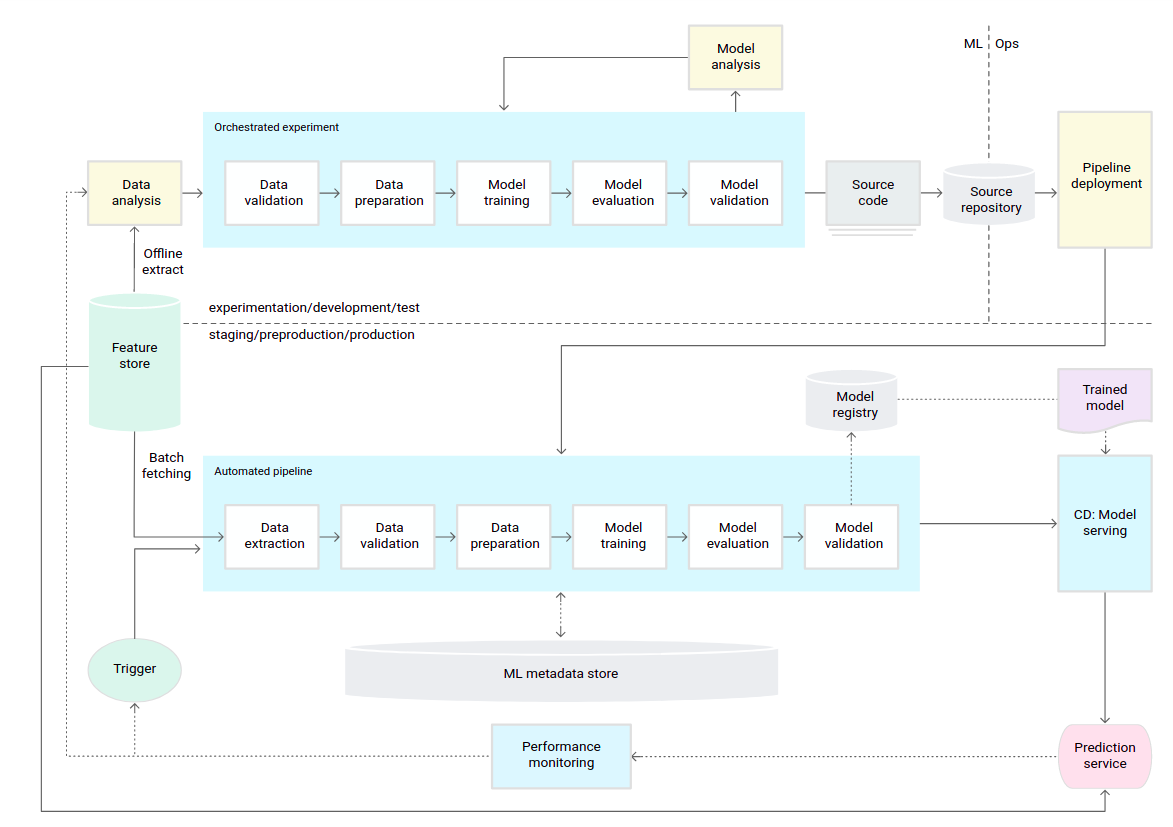 Model
analysis
ML
Ops
Orchestrated experiment
Data
analysis
Data
validation
Data
preparation
Model
training
Model
evaluation
Model
validation
Source
code
Source
repository
Pipeline
deployment
Offline
extract
experimentation/development/test
staging/preproduction/production
Feature
store
Model
registry
Trained
model
Batch
fetching
Automated pipeline
Data
extraction
Data
validation
Data
preparation
Model
training
Model
evaluation
Model
validation
CD: Model
serving
Trigger
ML metadata store
Performance
monitoring
Prediction
service